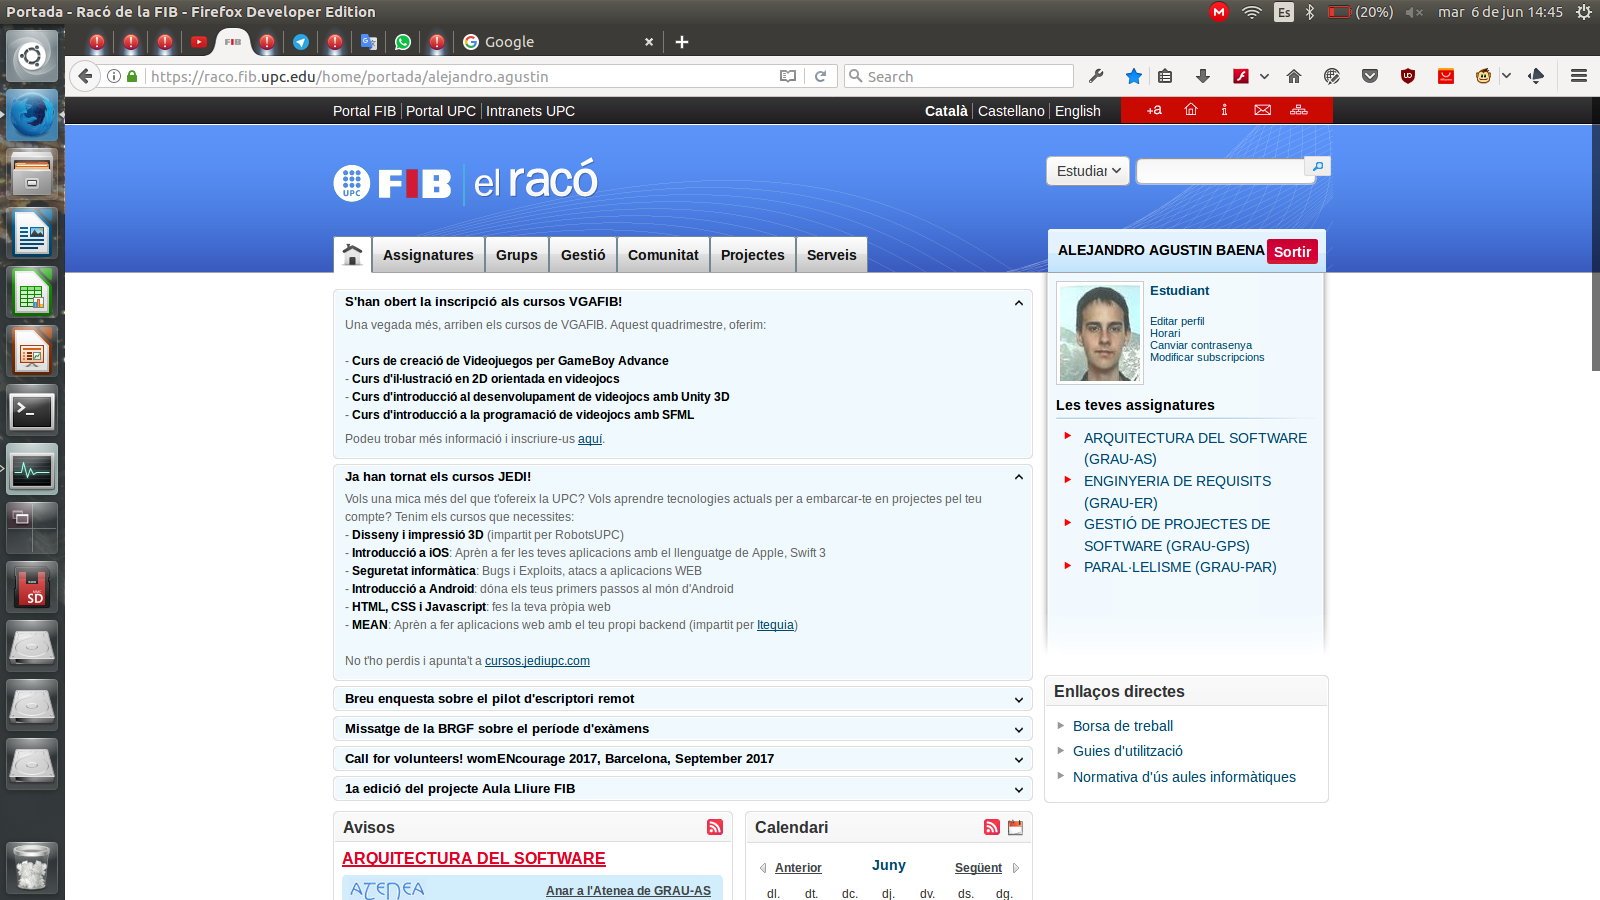 Portada - Racó de la FIB - Firefox Developer Edition
Es
(20%)
mar 6 de jun 14:45
FIB
Google
https://raco.fib.upc.edu/home/portada/alejandro.agustin
Search
Portal FIB | Portal UPC | Intranets UPC
Català | Castellano | English
+a
UPC FIB el racó
Estudiar
Assignatures
Grups
Gestió
Comunitat
Projectes
Serveis
ALEJANDRO AGUSTIN BAENA
Sortir
S'han obert la inscripció als cursos VGAFIB!
Una vegada més, arriben els cursos de VGAFIB. Aquest quadrimestre, oferim:
- Curs de creació de Videojuegos per GameBoy Advance
- Curs d'il·lustració en 2D orientada en videojocs
- Curs d'introducció al desenvolupament de videojocs amb Unity 3D
- Curs d'introducció a la programació de videojocs amb SFML
Podeu trobar més informació i inscriure-us aquí.
Ja han tornat els cursos JEDI!
Vols una mica més del que t'ofereix la UPC? Vols aprendre tecnologies actuals per a embarcar-te en projectes pel teu
compte? Tenim els cursos que necessites:
- Disseny i impressió 3D (impartit per RobotsUPC)
- Introducció a iOS: Aprèn a fer les teves aplicacions amb el llenguatge de Apple, Swift 3
- Seguretat informàtica: Bugs i Exploits, atacs a aplicacions WEB
- Introducció a Android: dóna els teus primers passos al món d'Android
- HTML, CSS i Javascript: fes la teva pròpia web
- MEAN: Aprèn a fer aplicacions web amb el teu propi backend (impartit per Itequia)
No t'ho perdis i apunta't a cursos.jediupc.com
Breu enquesta sobre el pilot d'escriptori remot
Missatge de la BRGF sobre el període d'exàmens
Call for volunteers! womENcourage 2017, Barcelona, September 2017
1a edició del projecte Aula Lliure FIB
Avisos
ARQUITECTURA DEL SOFTWARE
ATENEA
Anar a l'Atenea de GRAU-AS
Calendari
Anterior
Juny
Següent
dl. dt. dc. dj. dv. ds. dg.
Estudiant
Editar perfil
Horari
Canviar contrasenya
Modificar subscripcions
Les teves assignatures
ARQUITECTURA DEL SOFTWARE
(GRAU-AS)
ENGINYERIA DE REQUISITS
(GRAU-ER)
GESTIÓ DE PROJECTES DE
SOFTWARE (GRAU-GPS)
PARAL·LELISME (GRAU-PAR)
Enllaços directes
Borsa de treball
Guies d'utilització
Normativa d'ús aules informàtiques
SD